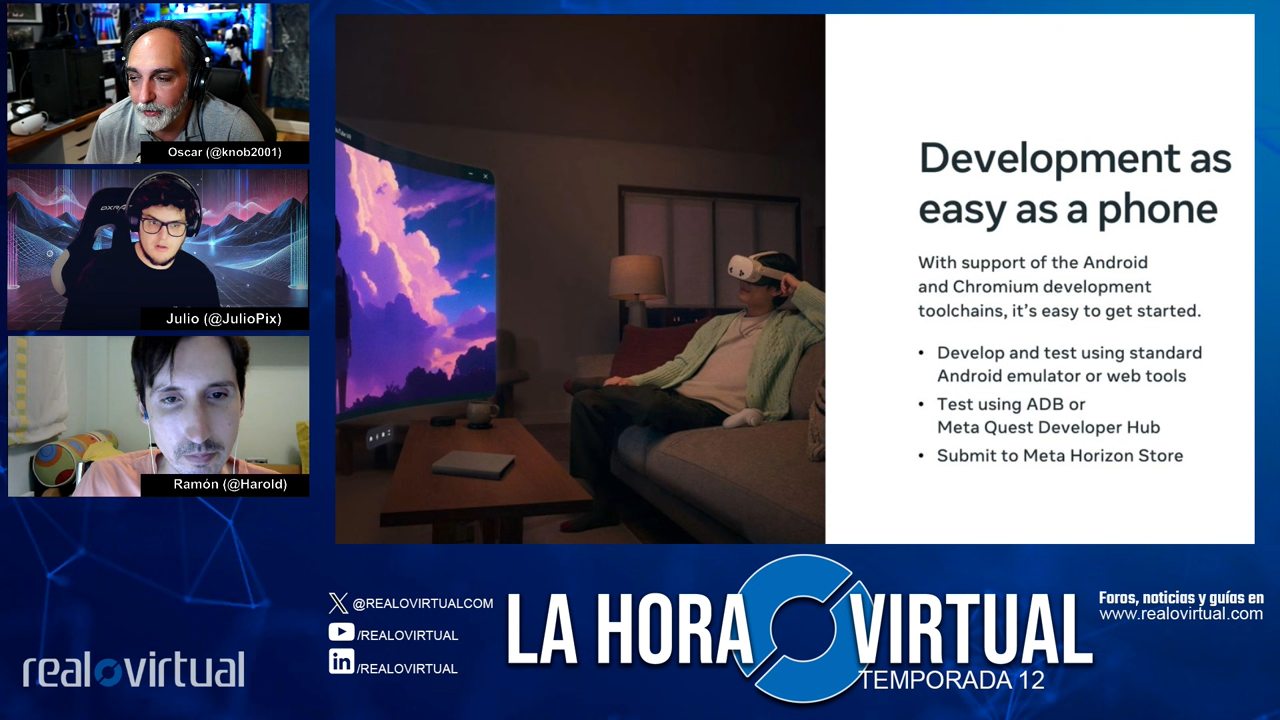 Oscar (@knob2001)
DXRA
Julio (@JulioPix)
Ramón (@Harold)
Development as
easy as a phone
With support of the Android
and Chromium development
toolchains, it's easy to get started.
• Develop and test using standard
Android emulator or web tools
• Test using ADB or
Meta Quest Developer Hub
• Submit to Meta Horizon Store
@REALOVIRTUALCOM
/REALOVIRTUAL
/REALOVIRTUAL
LA HORA VIRTUAL
TEMPORADA 12
Foros, noticias y guías en
www.realovirtual.com
realovirtual